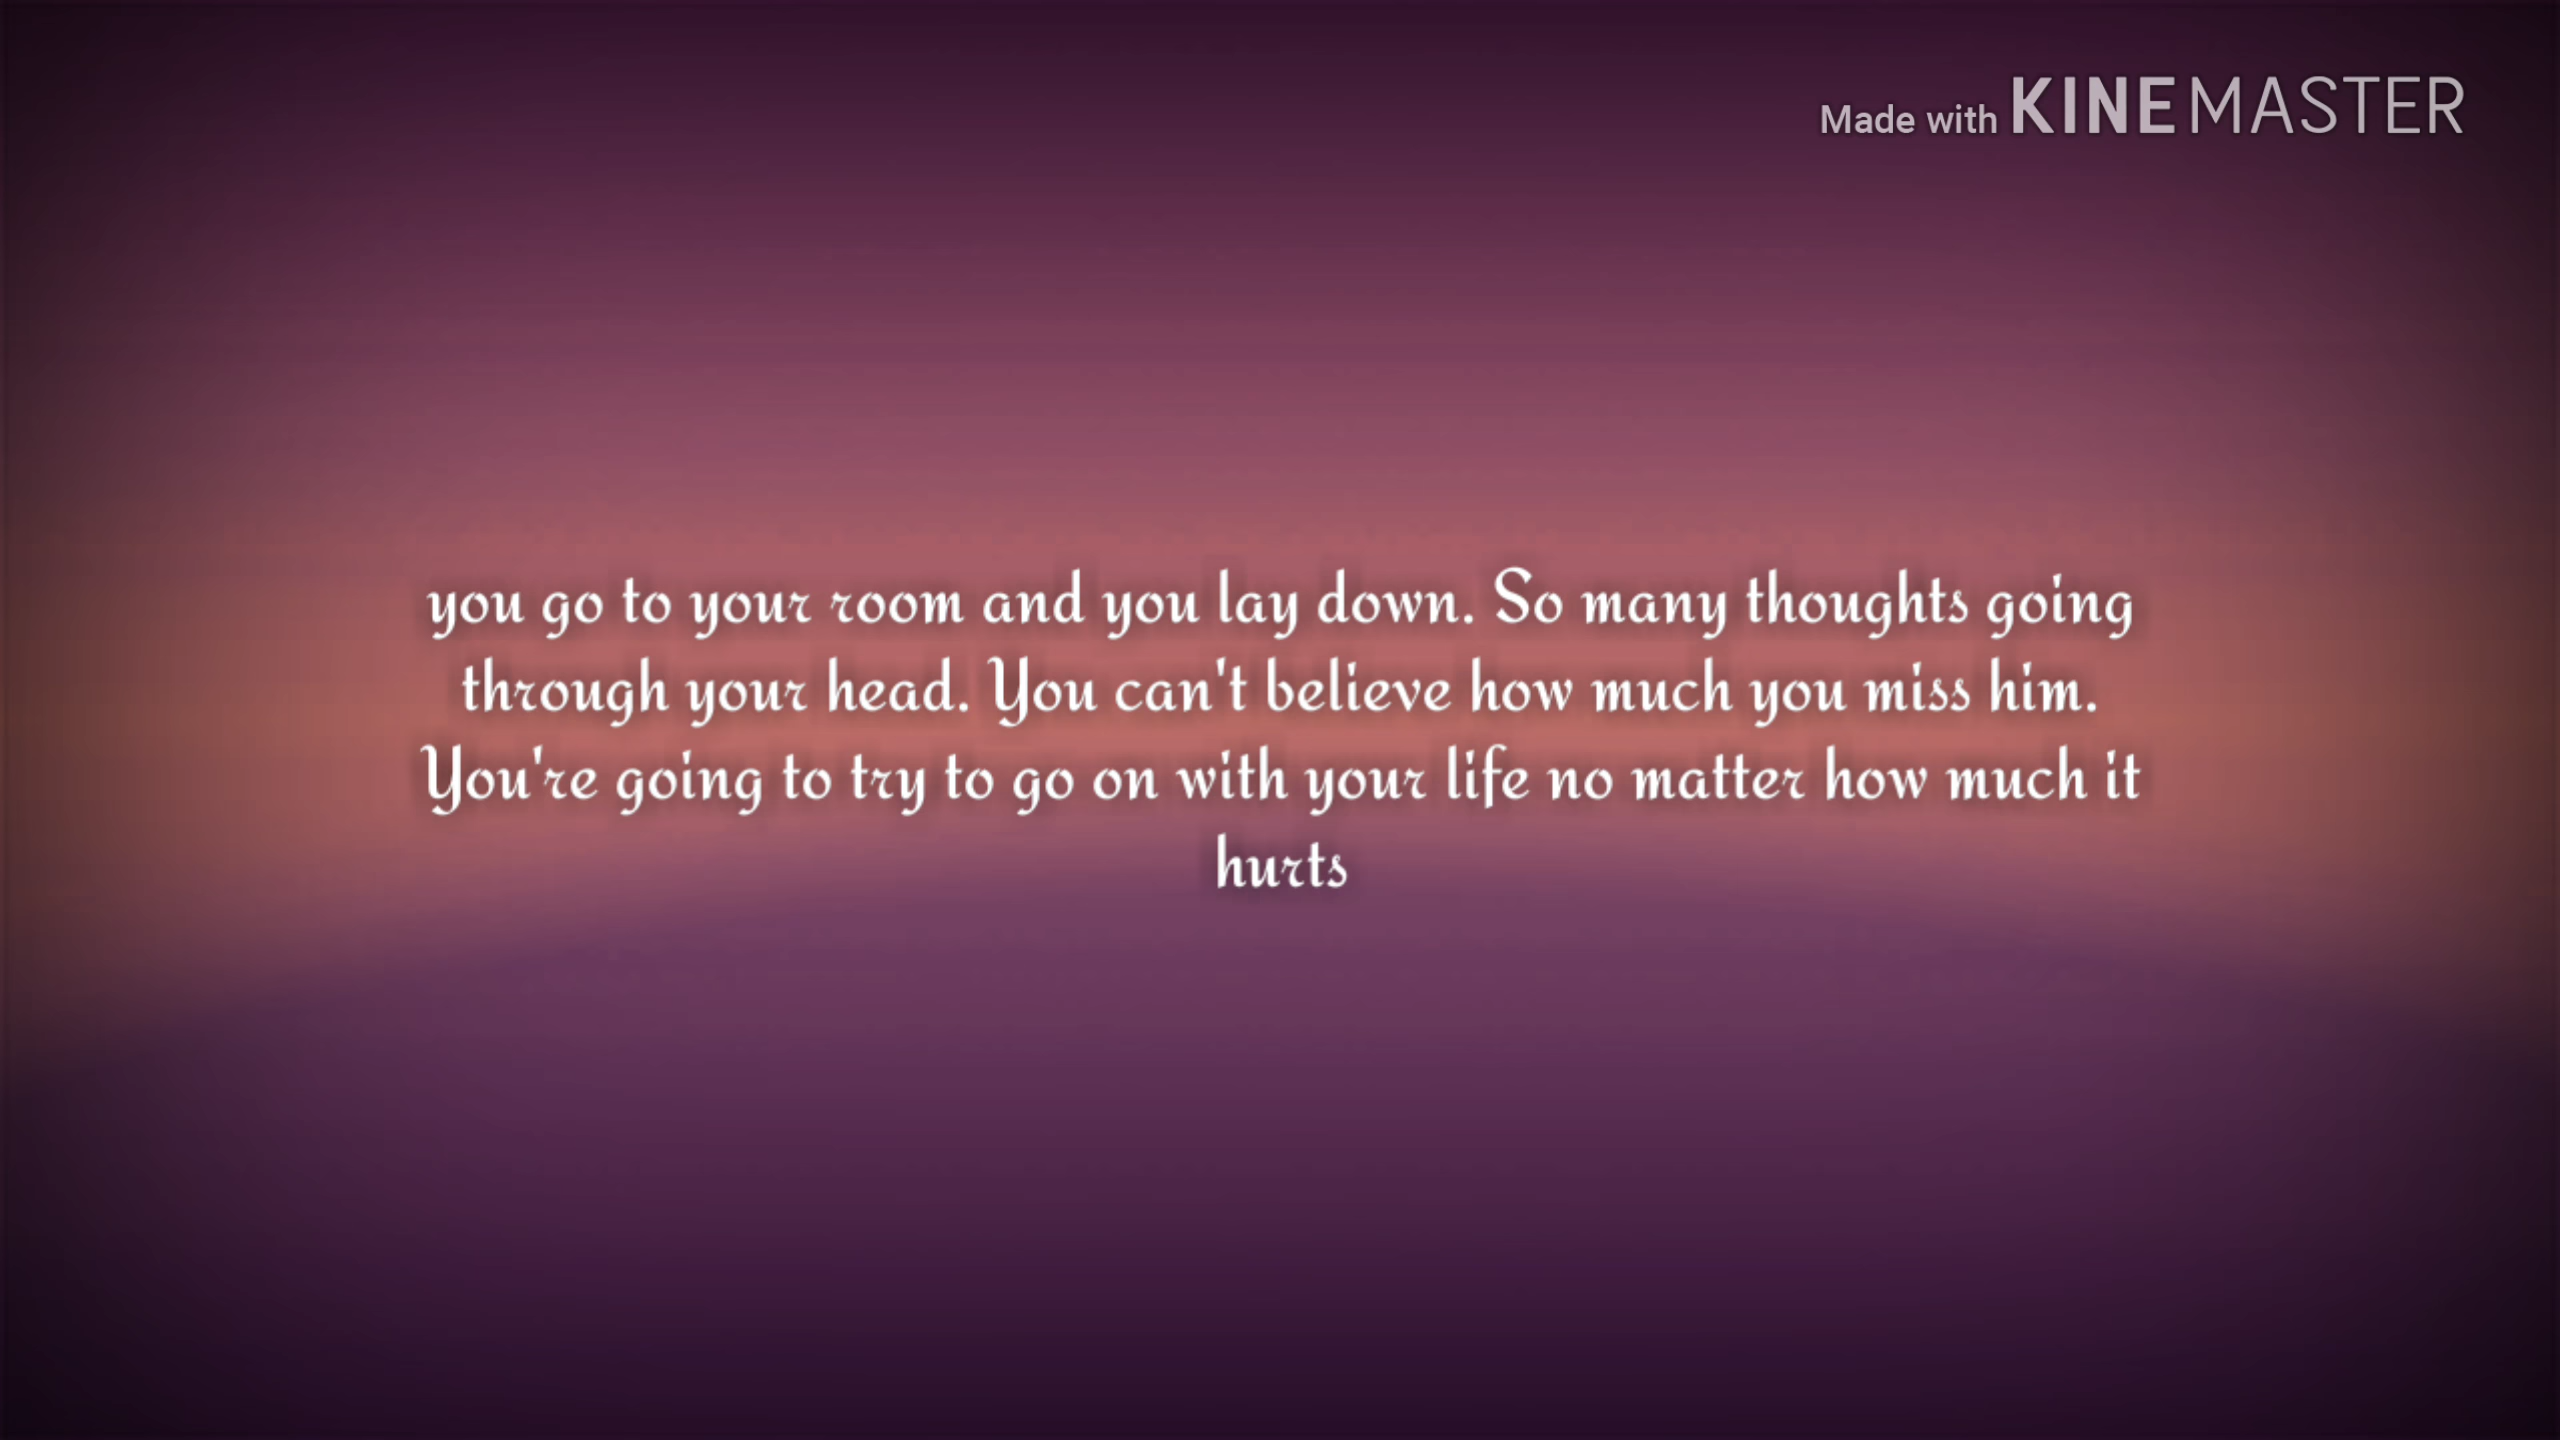 Made with KINEMASTER
you go to your room and you lay down. So many thoughts going
through your head. You can't believe how much you miss him.
You're going to try to go on with your life no matter how much it
hurts